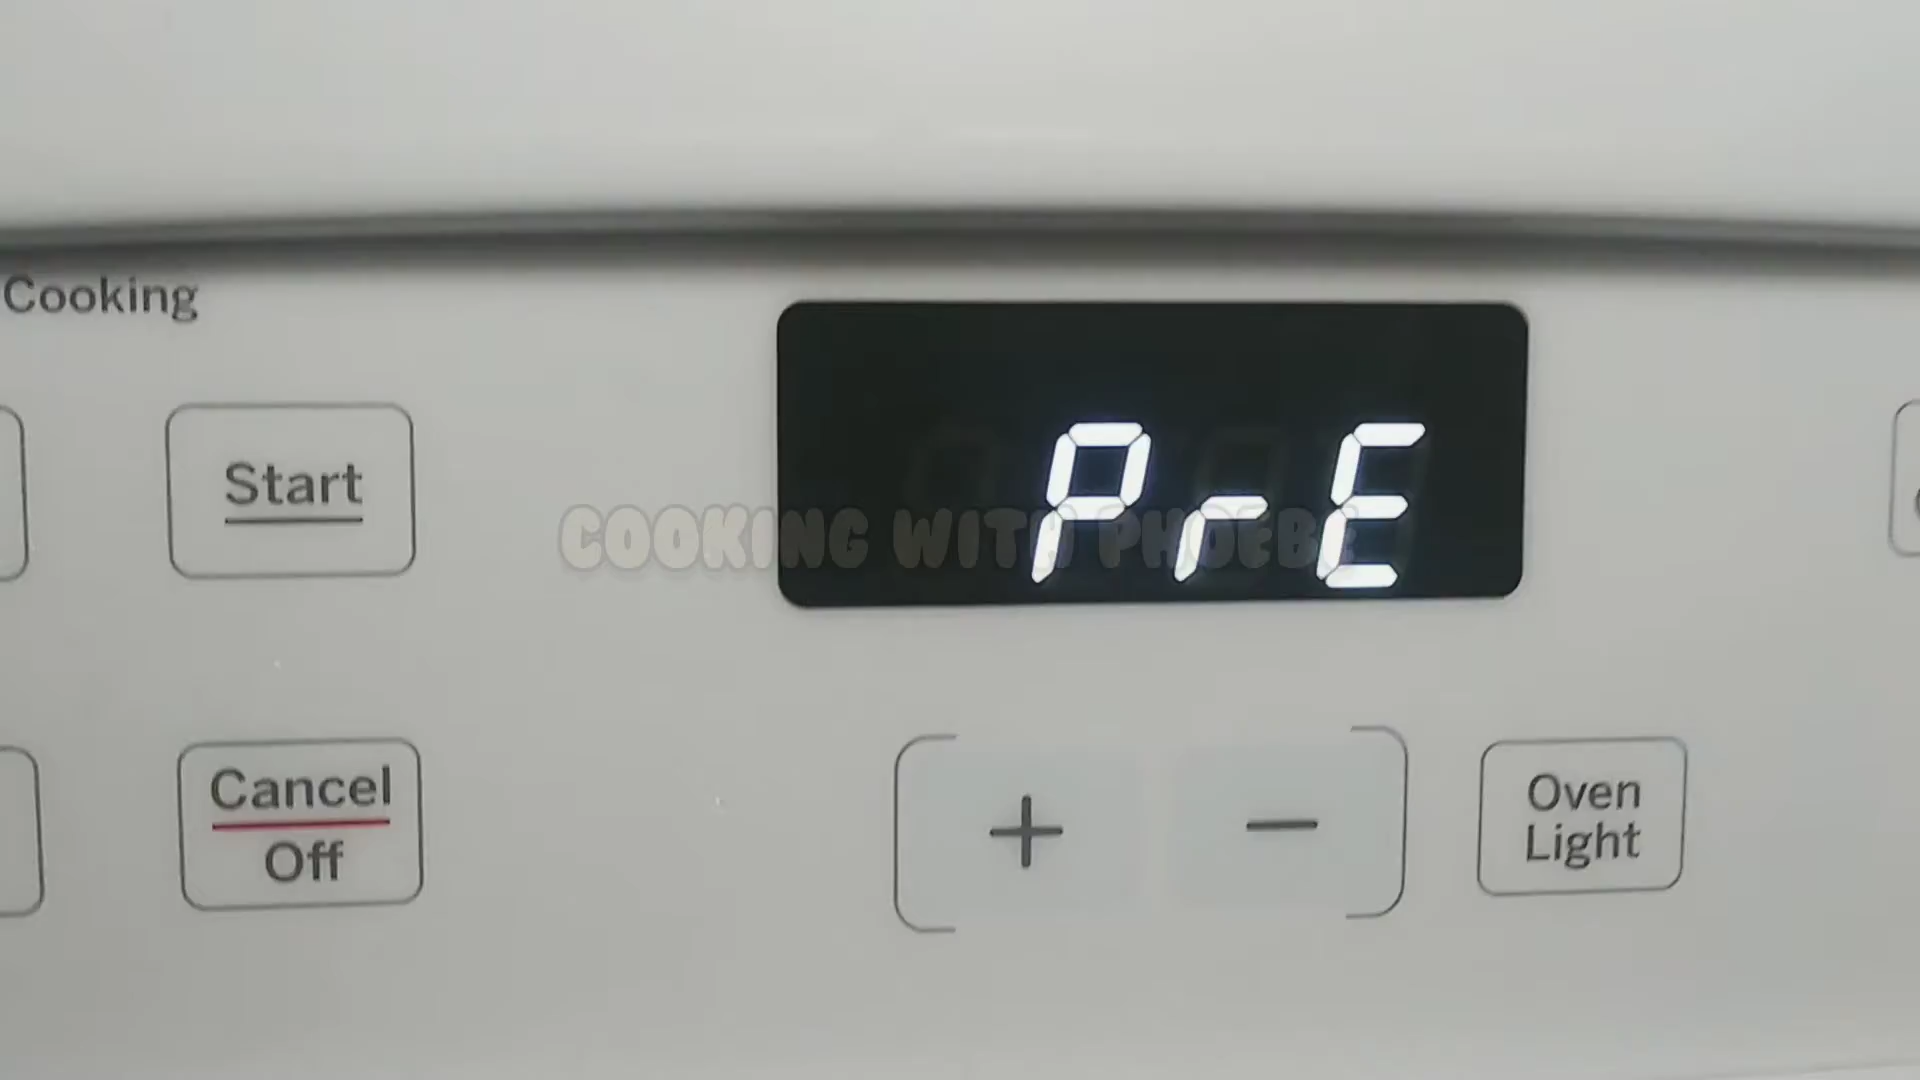 Cooking
PrE
Start
COOKING WITH PHOEBE
Cancel
Off
+
−
Oven
Light